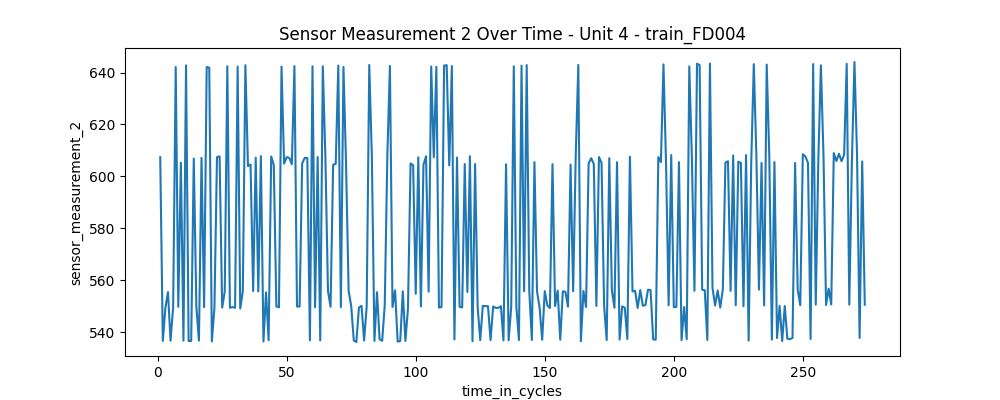 Sensor Measurement 2 Over Time - Unit 4 - train_FD004
sensor_measurement_2
640
620
600
580
560
540
0 50 100 150 200 250
time_in_cycles